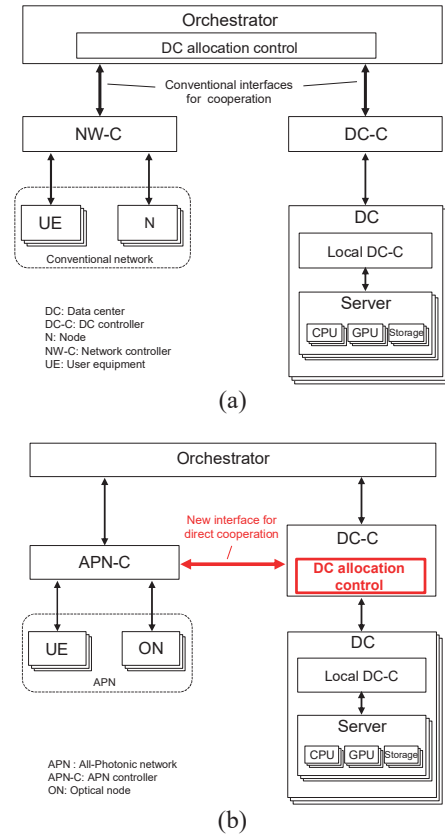 Orchestrator
DC allocation control
Conventional interfaces
for cooperation
NW-C
DC-C
UE
N
Conventional network
DC
Local DC-C
Server
CPU
GPU
Storage
DC: Data center
DC-C: DC controller
N: Node
NW-C: Network controller
UE: User equipment
(a)
Orchestrator
New interface for
direct cooperation
APN-C
DC-C
DC allocation
control
UE
ON
APN
DC
Local DC-C
Server
CPU
GPU
Storage
APN : All-Photonic network
APN-C: APN controller
ON: Optical node
(b)